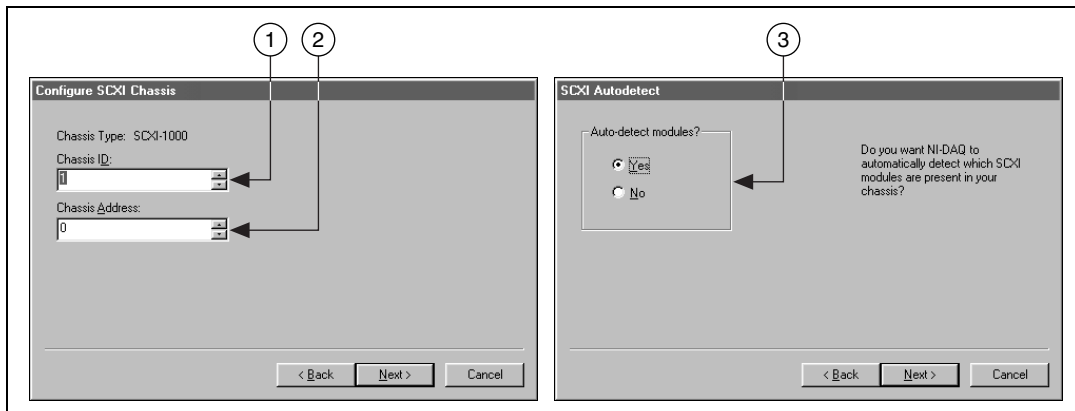 1
2
3
Configure SCXI Chassis
Chassis Type: SCXI-1000
Chassis ID:
1
Chassis Address:
0
< Back
Next >
Cancel
SCXI Autodetect
Auto-detect modules?
Yes
No
Do you want NI-DAQ to
automatically detect which SCXI
modules are present in your
chassis?
< Back
Next >
Cancel